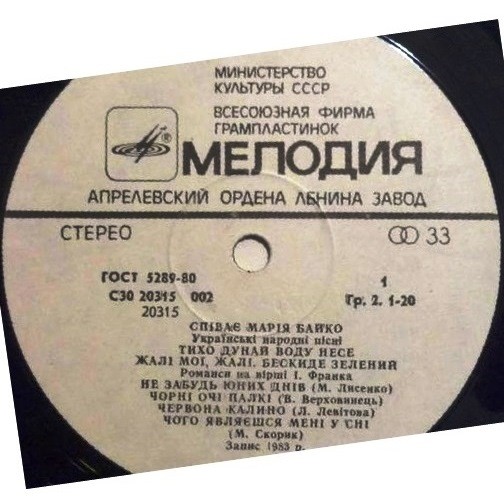 МИНИСТЕРСТВО
КУЛЬТУРЫ СССР
ВСЕСОЮЗНАЯ ФИРМА
ГРАМПЛАСТИНОК
МЕЛОДИЯ
АПРЕЛЕВСКИЙ ОРДЕНА ЛЕНИНА ЗАВОД
СТЕРЕО 33
ГОСТ 5289-80 1
С30 20315 002 Гр. 2. 1-20
20315
СПІВАЄ МАРІЯ БАЙКО
Українські народні пісні
ТИХО ДУНАЙ ВОДУ НЕСЕ
ЖАЛІ МОЇ, ЖАЛІ. БЕСКИДЕ ЗЕЛЕНИЙ
Романси на вірші І. Франка
НЕ ЗАБУДЬ ЮНИХ ДНІВ (М. Лисенко)
ЧОРНІ ОЧІ ПАЛКІ (В. Верховинець)
ЧЕРВОНА КАЛИНО (Л. Левітова)
ЧОГО ЯВЛЯЄШСЯ МЕНІ У СНІ
(М. Скорик)
Запис 1983 р.